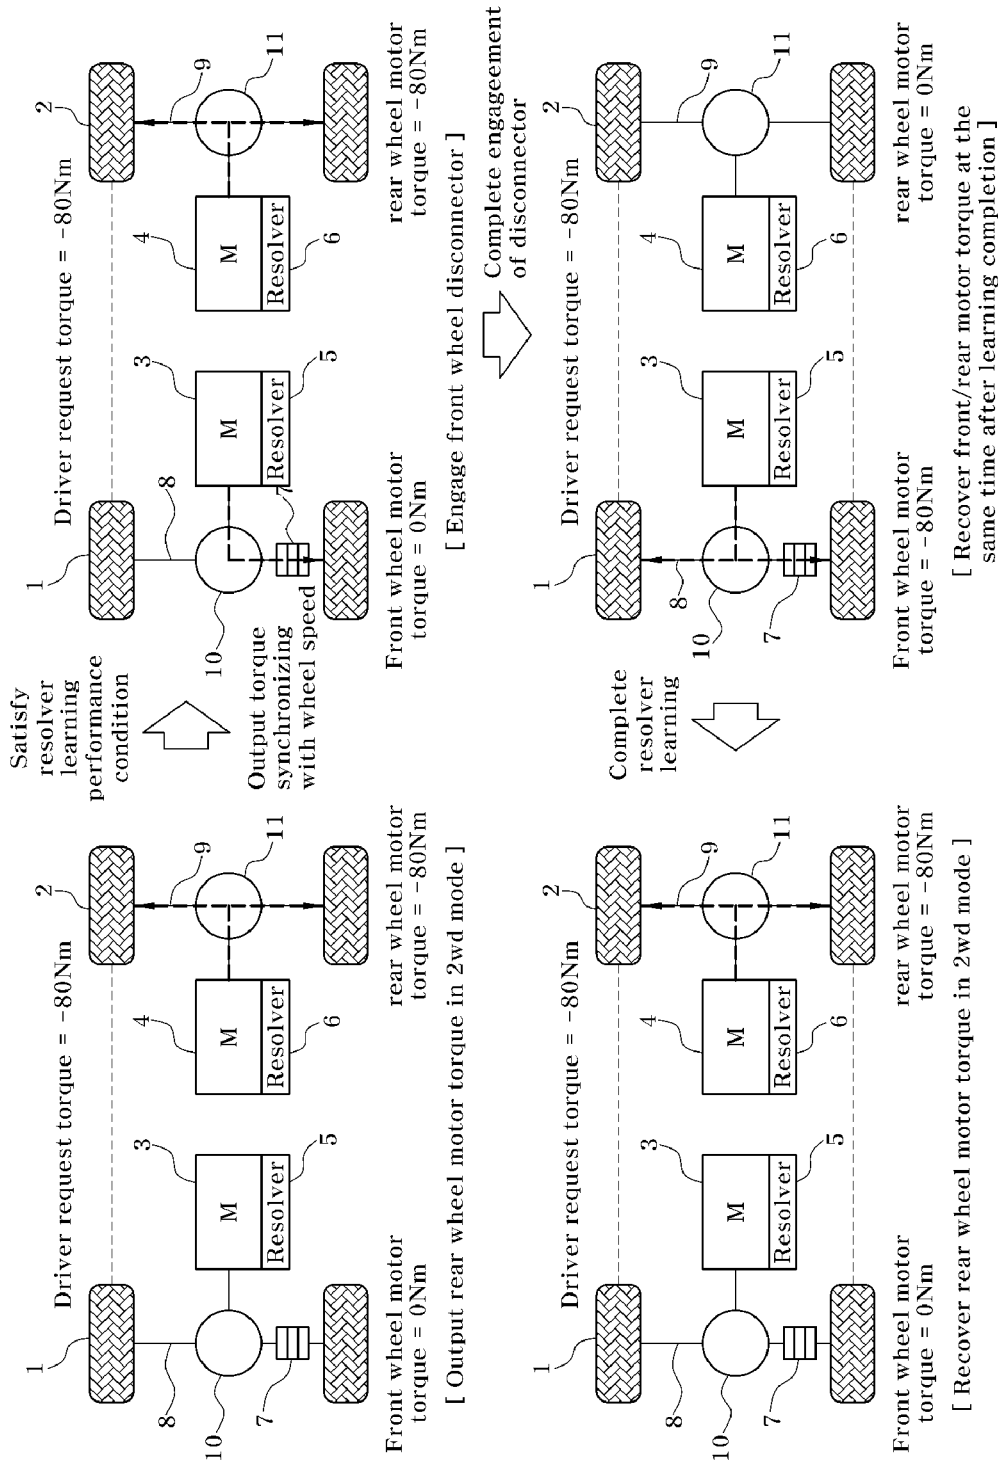 Driver request torque = -80Nm
1
2
3
4
8
9
M
M
Resolver
Resolver
10
7
5
6
11
Front wheel motor
torque = 0Nm
rear wheel motor
torque = -80Nm
[ Output rear wheel motor torque in 2wd mode ]
Satisfy
resolver
learning
performance
condition
Output torque
synchronizing
with wheel speed
Driver request torque = -80Nm
1
2
3
4
8
9
M
M
Resolver
Resolver
10
7
5
6
11
Front wheel motor
torque = 0Nm
rear wheel motor
torque = -80Nm
[ Engage front wheel disconnector ]
Complete engageement
of disconnector
Driver request torque = -80Nm
1
2
3
4
8
9
M
M
Resolver
Resolver
10
7
5
6
11
Front wheel motor
torque = -80Nm
rear wheel motor
torque = 0Nm
[ Recover front/rear motor torque at the
same time after learning completion ]
Complete
resolver
learning
Driver request torque = -80Nm
1
2
3
4
8
9
M
M
Resolver
Resolver
10
7
5
6
11
Front wheel motor
torque = 0Nm
rear wheel motor
torque = -80Nm
[ Recover rear wheel motor torque in 2wd mode ]